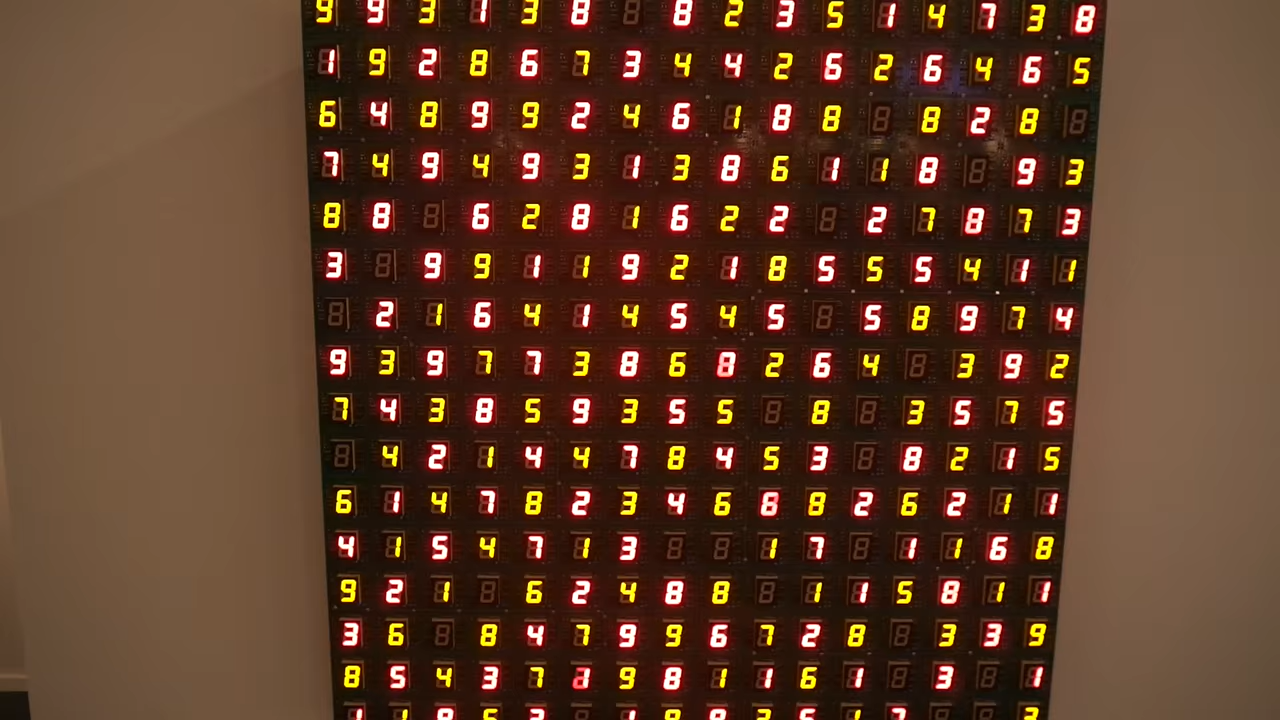 9 9 3 1 3 8 8 2 3 5 1 4 7 3 8
1 9 2 8 6 7 3 4 4 2 6 2 6 4 6 5
6 4 8 9 9 2 4 6 1 8 8 8 2 8
7 4 9 4 9 3 1 3 8 6 1 1 8 9 3
8 8 6 2 8 1 6 2 2 2 7 8 7 3
3 9 9 1 1 9 2 1 8 5 5 5 4 1 1
2 1 6 4 1 4 5 4 5 5 8 9 7 4
9 3 9 7 7 3 8 6 8 2 6 4 3 9 2
7 4 3 8 5 9 3 5 5 8 3 5 7 5
4 2 1 4 4 7 8 4 5 3 8 2 1 5
6 1 4 7 8 2 3 4 6 8 8 2 6 2 1 1
4 1 5 4 7 1 3 1 7 1 1 6 8
9 2 1 6 2 4 8 8 1 1 5 8 1 1
3 6 8 4 7 9 9 6 7 2 8 3 3 9
8 5 4 3 7 9 8 1 1 6 1 3 1